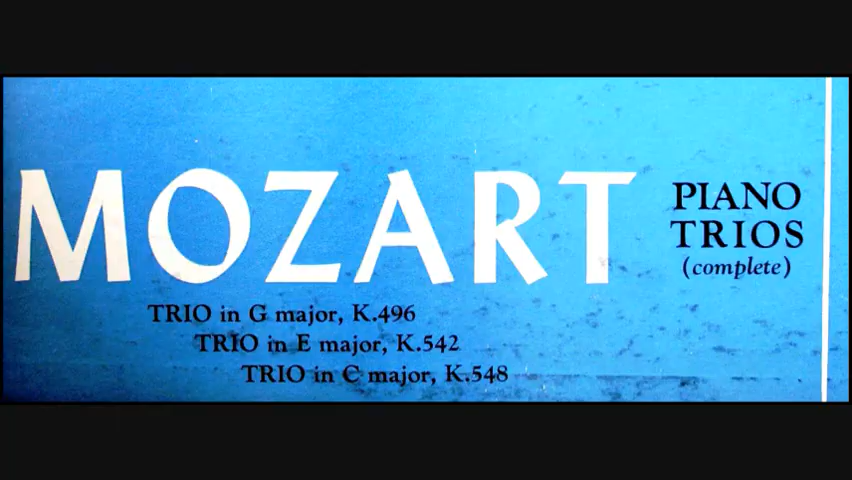 MOZART
PIANO
TRIOS
(complete)
TRIO in G major, K.496
TRIO in E major, K.542
TRIO in C major, K.548